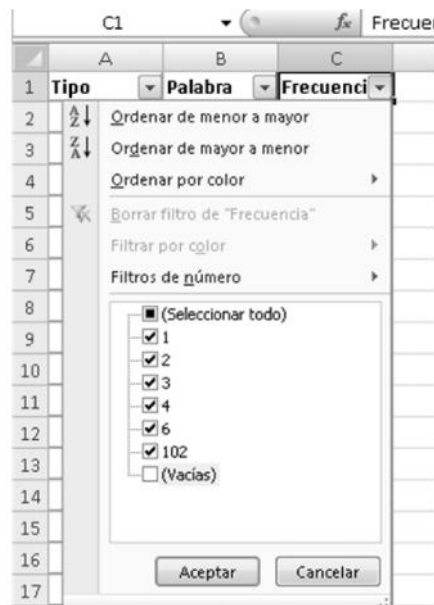 C1 fx Frecue
A B C
1 Tipo Palabra Frecuenci
2 Ordenar de menor a mayor
3 Ordenar de mayor a menor
4 Ordenar por color
5 Borrar filtro de "Frecuencia"
6 Filtrar por color
7 Filtros de número
8 (Seleccionar todo)
9 1
2
10 3
11 4
12 6
102
13 (Vacías)
14
15
16 Aceptar Cancelar
17